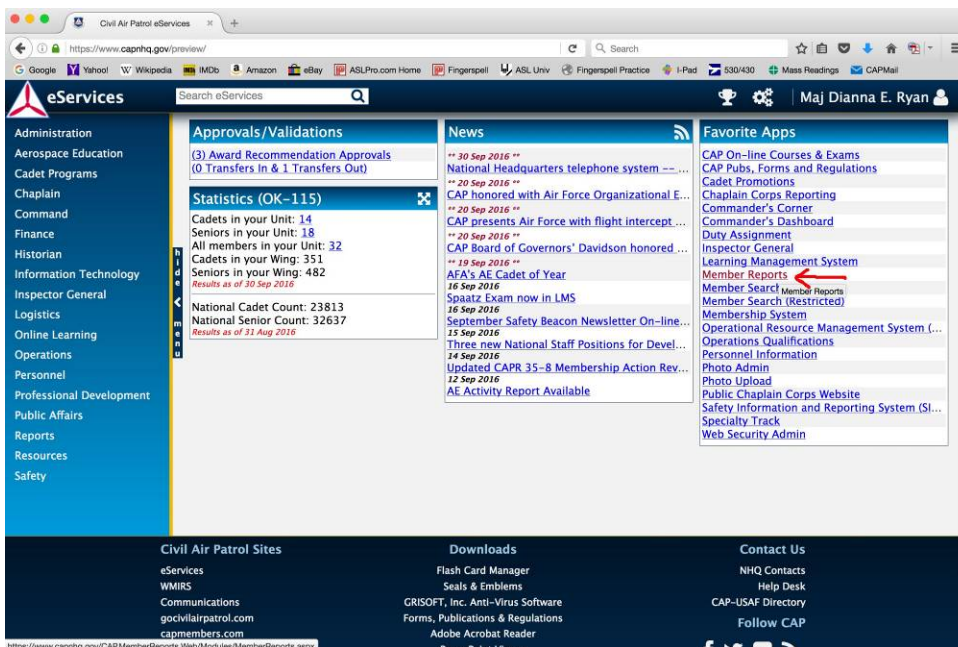 Civil Air Patrol eServices
https://www.capnhq.gov/preview/
Search
Google Yahoo! Wikipedia IMDb Amazon eBay ASLPro.com Home Fingerspell ASL Univ Fingerspell Practice I-Pad 530/430 Mass Readings CAPMail
eServices
Search eServices
Maj Dianna E. Ryan
Administration
Aerospace Education
Cadet Programs
Chaplain
Command
Finance
Historian
Information Technology
Inspector General
Logistics
Online Learning
Operations
Personnel
Professional Development
Public Affairs
Reports
Resources
Safety
hide menu
Approvals/Validations
(3) Award Recommendation Approvals
(0 Transfers In & 1 Transfers Out)
Statistics (OK-115)
Cadets in your Unit: 14
Seniors in your Unit: 18
All members in your Unit: 32
Cadets in your Wing: 351
Seniors in your Wing: 482
Results as of 30 Sep 2016
National Cadet Count: 23813
National Senior Count: 32637
Results as of 31 Aug 2016
News
** 30 Sep 2016 **
National Headquarters telephone system -- ...
** 20 Sep 2016 **
CAP honored with Air Force Organizational E...
** 20 Sep 2016 **
CAP presents Air Force with flight intercept ...
** 20 Sep 2016 **
CAP Board of Governors' Davidson honored ...
** 19 Sep 2016 **
AFA's AE Cadet of Year
16 Sep 2016
Spaatz Exam now in LMS
16 Sep 2016
September Safety Beacon Newsletter On-line...
15 Sep 2016
Three new National Staff Positions for Devel...
14 Sep 2016
Updated CAPR 35-8 Membership Action Rev...
12 Sep 2016
AE Activity Report Available
Favorite Apps
CAP On-line Courses & Exams
CAP Pubs, Forms and Regulations
Cadet Promotions
Chaplain Corps Reporting
Commander's Corner
Commander's Dashboard
Duty Assignment
Inspector General
Learning Management System
Member Reports
Member Search
Member Reports
Member Search (Restricted)
Membership System
Operational Resource Management System (...
Operations Qualifications
Personnel Information
Photo Admin
Photo Upload
Public Chaplain Corps Website
Safety Information and Reporting System (SI...
Specialty Track
Web Security Admin
Civil Air Patrol Sites
eServices
WMIRS
Communications
gocivilairpatrol.com
capmembers.com
Downloads
Flash Card Manager
Seals & Emblems
GRISOFT, Inc. Anti-Virus Software
Forms, Publications & Regulations
Adobe Acrobat Reader
Contact Us
NHQ Contacts
Help Desk
CAP-USAF Directory
Follow CAP
https://www.capnhq.gov/CAP.MemberReports.Web/Modules/MemberReports.aspx